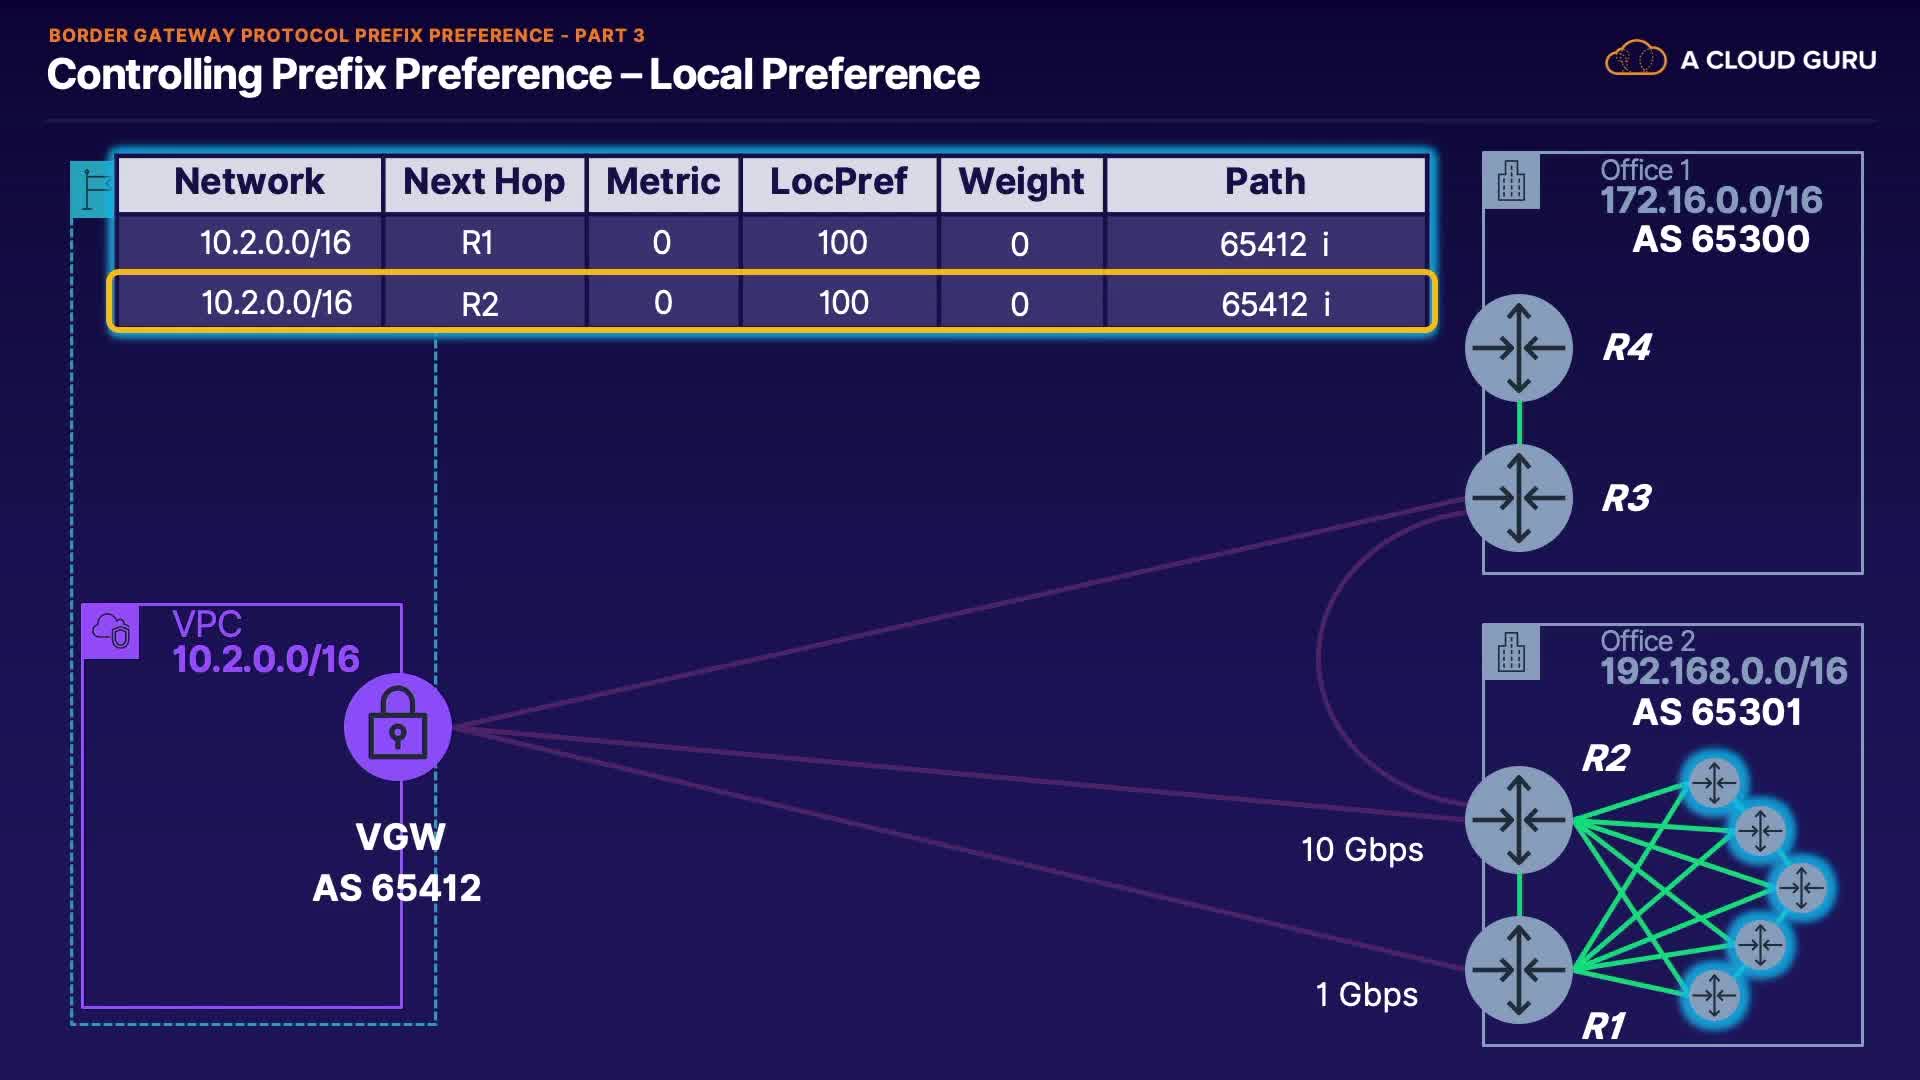 BORDER GATEWAY PROTOCOL PREFIX PREFERENCE - PART 3
Controlling Prefix Preference – Local Preference
A CLOUD GURU
Network Next Hop Metric LocPref Weight Path
10.2.0.0/16 R1 0 100 0 65412 i
10.2.0.0/16 R2 0 100 0 65412 i
Office 1
172.16.0.0/16
AS 65300
R4
R3
VPC
10.2.0.0/16
VGW
AS 65412
Office 2
192.168.0.0/16
AS 65301
R2
10 Gbps
1 Gbps
R1